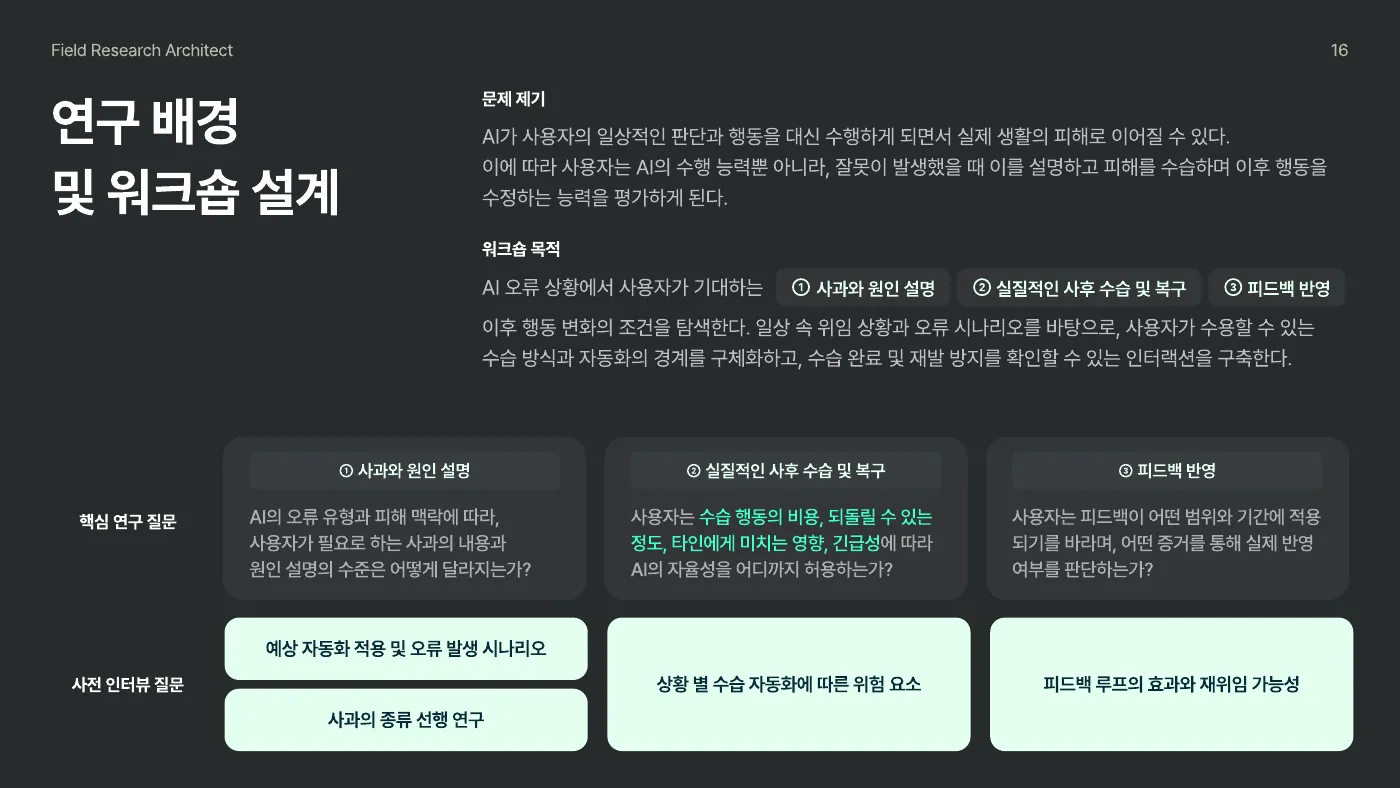 Field Research Architect
16
연구 배경
및 워크숍 설계
문제 제기
AI가 사용자의 일상적인 판단과 행동을 대신 수행하게 되면서 실제 생활의 피해로 이어질 수 있다.
이에 따라 사용자는 AI의 수행 능력뿐 아니라, 잘못이 발생했을 때 이를 설명하고 피해를 수습하며 이후 행동을
수정하는 능력을 평가하게 된다.
워크숍 목적
AI 오류 상황에서 사용자가 기대하는 ① 사과와 원인 설명 ② 실질적인 사후 수습 및 복구 ③ 피드백 반영
이후 행동 변화의 조건을 탐색한다. 일상 속 위임 상황과 오류 시나리오를 바탕으로, 사용자가 수용할 수 있는
수습 방식과 자동화의 경계를 구체화하고, 수습 완료 및 재발 방지를 확인할 수 있는 인터랙션을 구축한다.
핵심 연구 질문
① 사과와 원인 설명
AI의 오류 유형과 피해 맥락에 따라,
사용자가 필요로 하는 사과의 내용과
원인 설명의 수준은 어떻게 달라지는가?
② 실질적인 사후 수습 및 복구
사용자는 수습 행동의 비용, 되돌릴 수 있는
정도, 타인에게 미치는 영향, 긴급성에 따라
AI의 자율성을 어디까지 허용하는가?
③ 피드백 반영
사용자는 피드백이 어떤 범위와 기간에 적용
되기를 바라며, 어떤 증거를 통해 실제 반영
여부를 판단하는가?
사전 인터뷰 질문
예상 자동화 적용 및 오류 발생 시나리오
사과의 종류 선행 연구
상황 별 수습 자동화에 따른 위험 요소
피드백 루프의 효과와 재위임 가능성